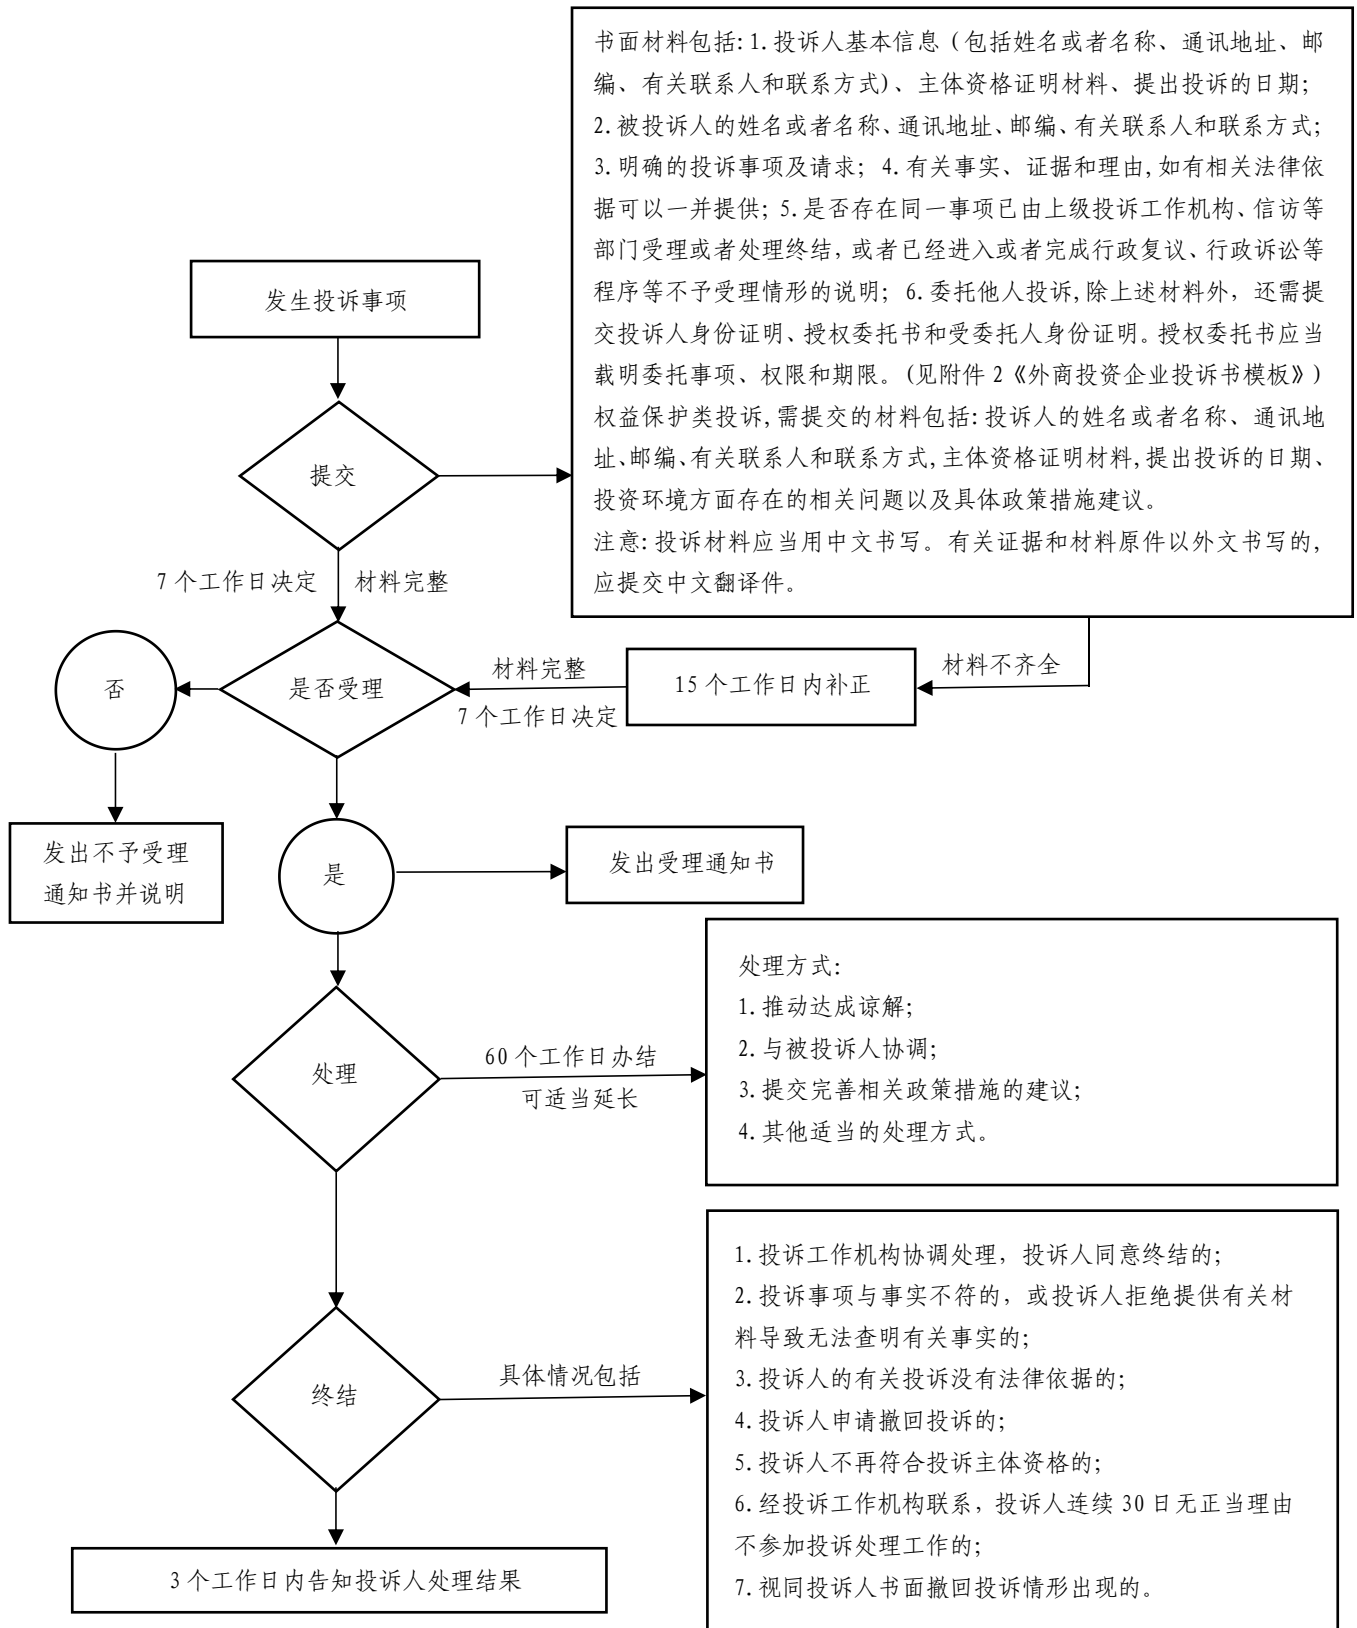 书面材料包括：1.投诉人基本信息（包括姓名或者名称、通讯地址、邮
编、有关联系人和联系方式）、主体资格证明材料、提出投诉的日期；
2.被投诉人的姓名或者名称、通讯地址、邮编、有关联系人和联系方式；
3.明确的投诉事项及请求；4.有关事实、证据和理由，如有相关法律依
据可以一并提供；5.是否存在同一事项已由上级投诉工作机构、信访等
部门受理或者处理终结，或者已经进入或者完成行政复议、行政诉讼等
程序等不予受理情形的说明；6.委托他人投诉，除上述材料外，还需提
交投诉人身份证明、授权委托书和受委托人身份证明。授权委托书应当
载明委托事项、权限和期限。（见附件 2《外商投资企业投诉书模板》）
权益保护类投诉，需提交的材料包括：投诉人的姓名或者名称、通讯地
址、邮编、有关联系人和联系方式，主体资格证明材料，提出投诉的日期、
投资环境方面存在的相关问题以及具体政策措施建议。
注意：投诉材料应当用中文书写。有关证据和材料原件以外文书写的，
应提交中文翻译件。
发生投诉事项
提交
7 个工作日决定 材料完整
否
是否受理
材料完整
7 个工作日决定
15 个工作日内补正
材料不齐全
发出不予受理
通知书并说明
是
发出受理通知书
处理
60 个工作日办结
可适当延长
处理方式：
1.推动达成谅解；
2.与被投诉人协调；
3.提交完善相关政策措施的建议；
4.其他适当的处理方式。
终结
具体情况包括
1.投诉工作机构协调处理，投诉人同意终结的；
2.投诉事项与事实不符的，或投诉人拒绝提供有关材
料导致无法查明有关事实的；
3.投诉人的有关投诉没有法律依据的；
4.投诉人申请撤回投诉的；
5.投诉人不再符合投诉主体资格的；
6.经投诉工作机构联系，投诉人连续 30 日无正当理由
不参加投诉处理工作的；
7.视同投诉人书面撤回投诉情形出现的。
3 个工作日内告知投诉人处理结果